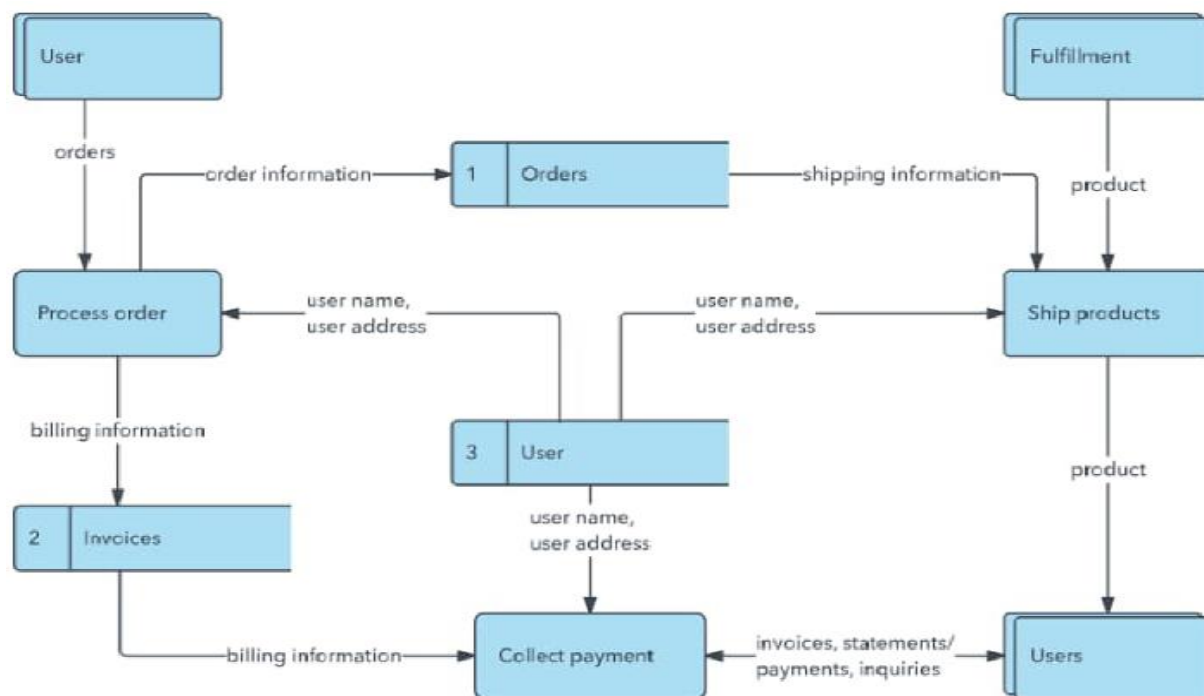 User
Fulfillment
orders
order information
1
Orders
shipping information
product
Process order
user name,
user address
user name,
user address
Ship products
billing information
3
User
product
2
Invoices
user name,
user address
billing information
Collect payment
invoices, statements/
payments, inquiries
Users